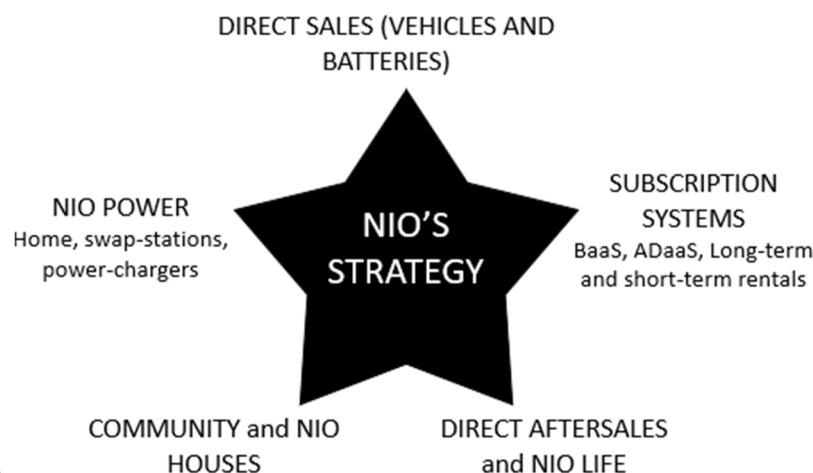 DIRECT SALES (VEHICLES AND
BATTERIES)
NIO POWER
Home, swap-stations,
power-chargers
NIO'S
STRATEGY
SUBSCRIPTION
SYSTEMS
BaaS, ADaaS, Long-term
and short-term rentals
COMMUNITY and NIO
HOUSES
DIRECT AFTERSALES
and NIO LIFE